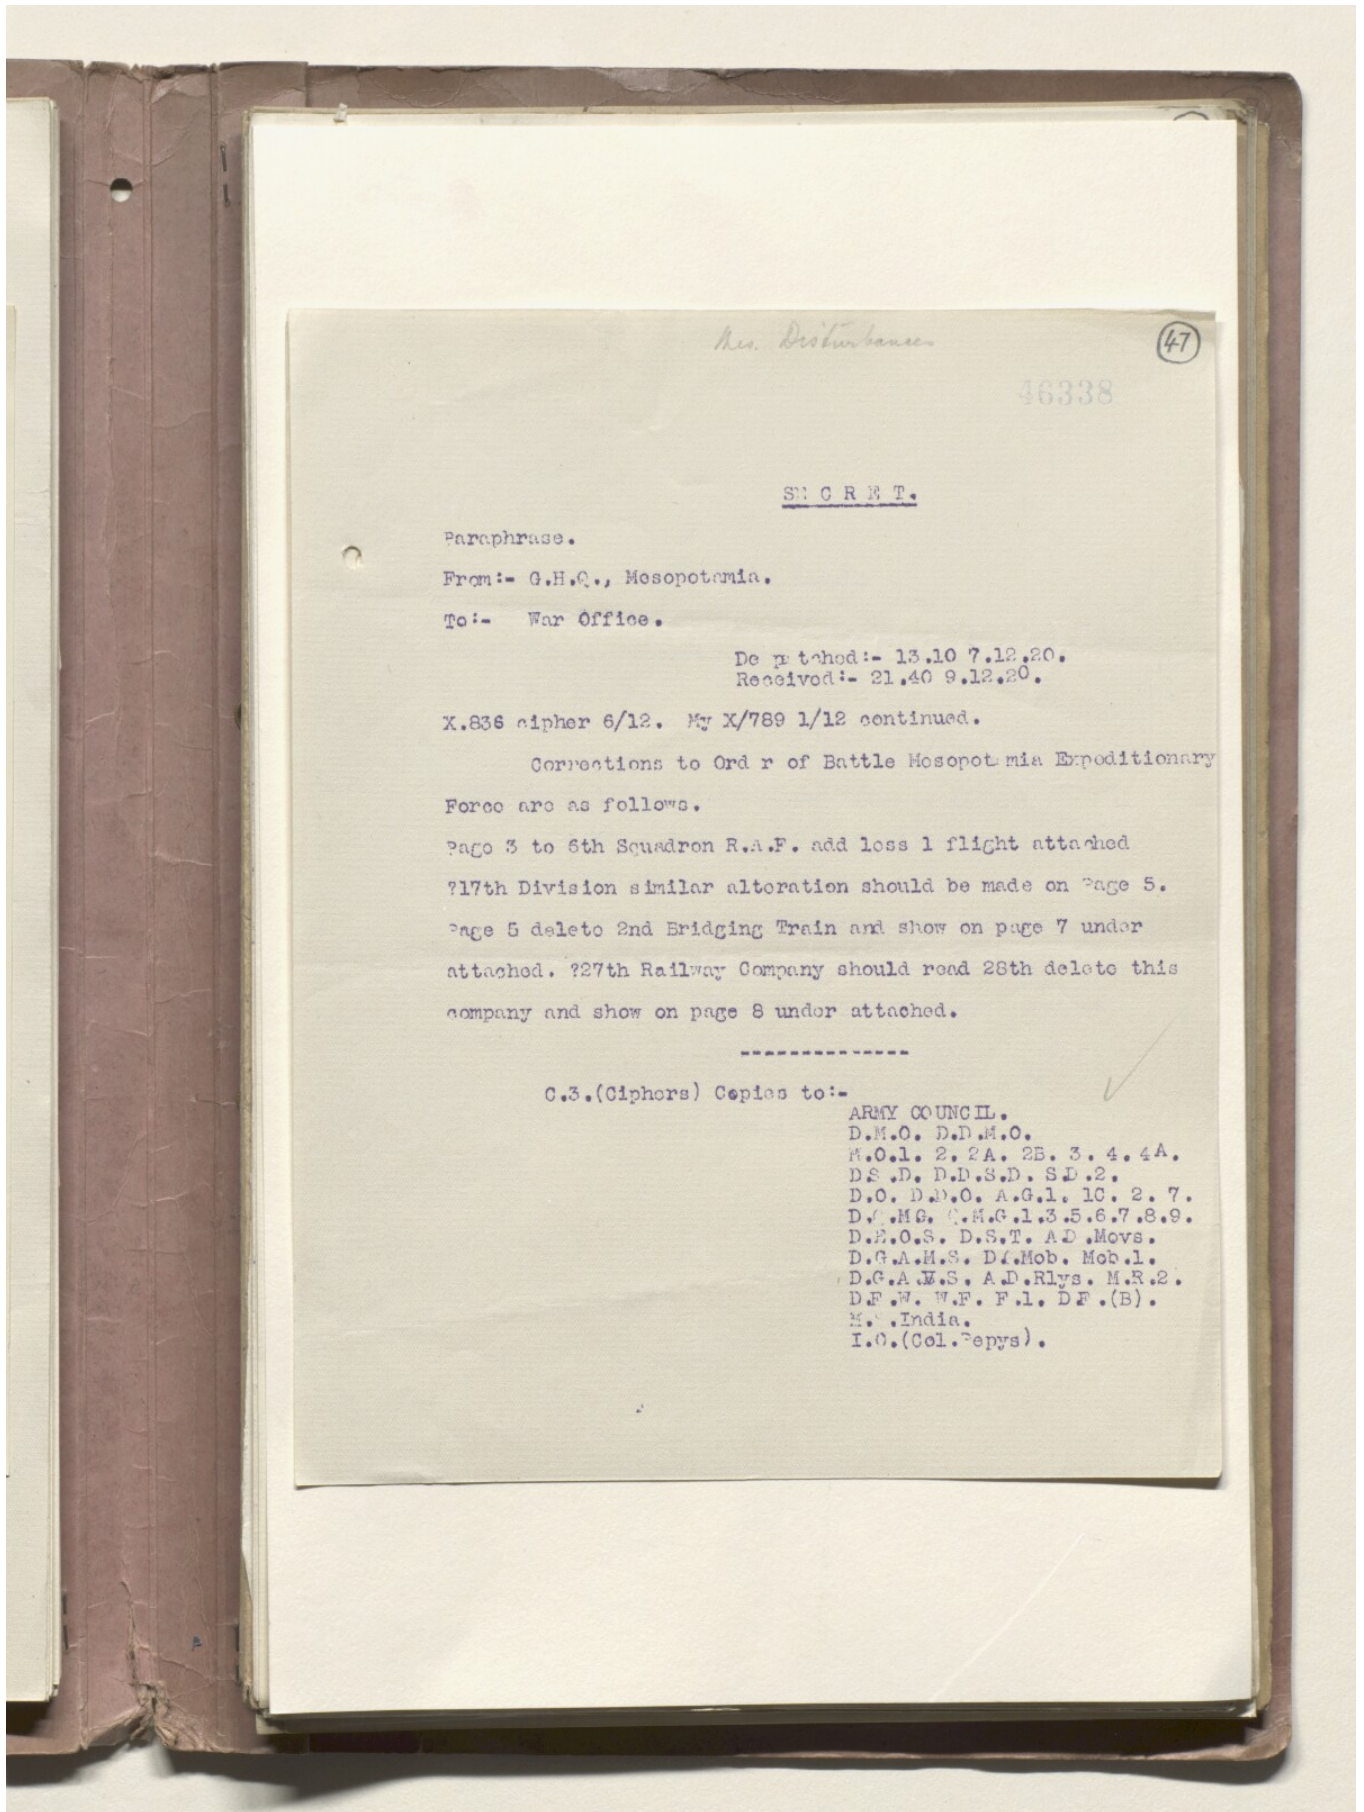 Mes. Disturbances
47
46338
SECRET.
Paraphrase.
From:- G.H.Q., Mesopotamia.
To:- War Office.
Despatched:- 13.10 7.12.20.
Received:- 21.40 9.12.20.
X.836 cipher 6/12. My X/789 1/12 continued.
Corrections to Order of Battle Mesopotamia Expeditionary
Force are as follows.
Page 3 to 6th Squadron R.A.F. add less 1 flight attached
?17th Division similar alteration should be made on Page 5.
Page 5 delete 2nd Bridging Train and show on page 7 under
attached. ?27th Railway Company should read 28th delete this
company and show on page 8 under attached.
--------------
C.3.(Ciphers) Copies to:-
ARMY COUNCIL.
D.M.O. D.D.M.O.
M.O.1. 2. 2A. 2B. 3. 4. 4A.
D.S.D. D.D.S.D. S.D.2.
D.O. D.D.O. A.G.1. 1C. 2. 7.
D.Q.MG. Q.M.G.1.3.5.6.7.8.9.
D.E.O.S. D.S.T. A.D.Movs.
D.G.A.M.S. D.Mob. Mob.1.
D.G.A.V.S. A.D.Rlys. M.R.2.
D.F.W. W.F. F.1. D.F.(B).
India.
I.O.(Col.Pepys).